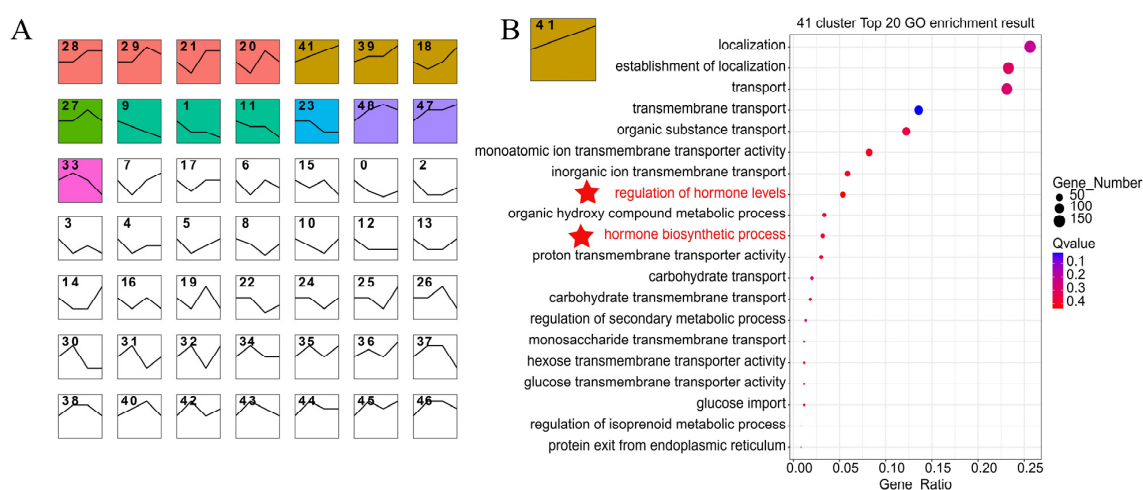 A
28 29 21 20 41 39 18
27 9 1 11 23 48 47
33 7 17 6 15 0 2
3 4 5 8 10 12 13
14 16 19 22 24 25 26
30 31 32 34 35 36 37
38 40 42 43 44 45 46
B
41
41 cluster Top 20 GO enrichment result
localization
establishment of localization
transport
transmembrane transport
organic substance transport
monoatomic ion transmembrane transporter activity
inorganic ion transmembrane transport
regulation of hormone levels
organic hydroxy compound metabolic process
hormone biosynthetic process
proton transmembrane transporter activity
carbohydrate transport
carbohydrate transmembrane transport
regulation of secondary metabolic process
monosaccharide transmembrane transport
hexose transmembrane transporter activity
glucose transmembrane transporter activity
glucose import
regulation of isoprenoid metabolic process
protein exit from endoplasmic reticulum
0.00 0.05 0.10 0.15 0.20 0.25
Gene_Ratio
Gene_Number
50
100
150
Qvalue
0.1
0.2
0.3
0.4